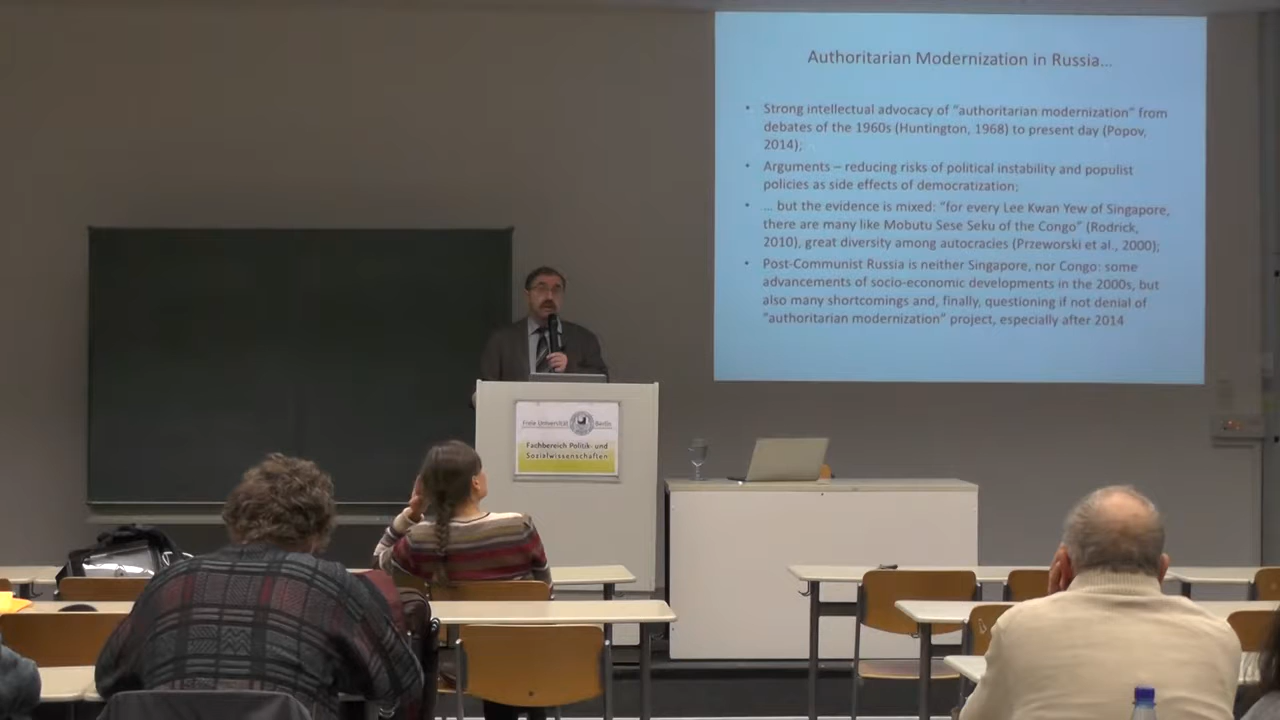 Authoritarian Modernization in Russia...
• Strong intellectual advocacy of "authoritarian modernization" from
debates of the 1960s (Huntington, 1968) to present day (Popov,
2014);
• Arguments – reducing risks of political instability and populist
policies as side effects of democratization;
• ... but the evidence is mixed: "for every Lee Kwan Yew of Singapore,
there are many like Mobutu Sese Seku of the Congo" (Rodrick,
2010), great diversity among autocracies (Przeworski et al., 2000);
• Post-Communist Russia is neither Singapore, nor Congo: some
advancements of socio-economic developments in the 2000s, but
also many shortcomings and, finally, questioning if not denial of
"authoritarian modernization" project, especially after 2014
Freie Universität Berlin
Fachbereich Politik- und
Sozialwissenschaften